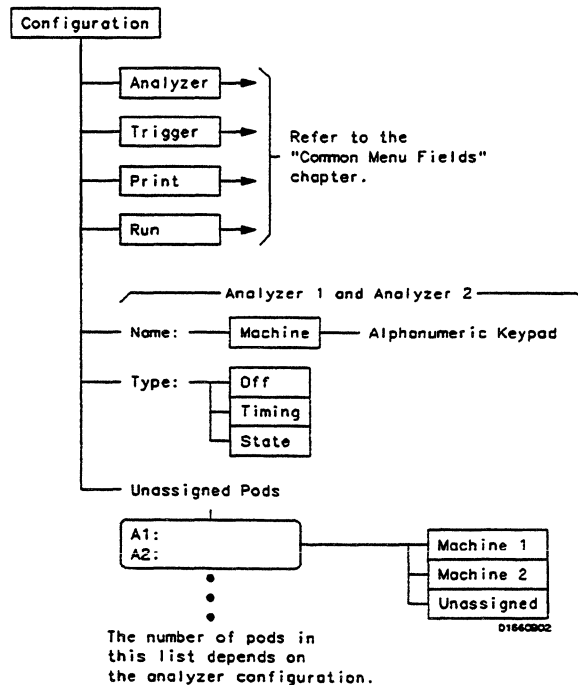 Configuration
Analyzer
Trigger
Print
Run
Refer to the
"Common Menu Fields"
chapter.
Analyzer 1 and Analyzer 2
Name: Machine Alphanumeric Keypad
Type: Off
Timing
State
Unassigned Pods
A1:
A2:
Machine 1
Machine 2
Unassigned
D1660B02
The number of pods in
this list depends on
the analyzer configuration.